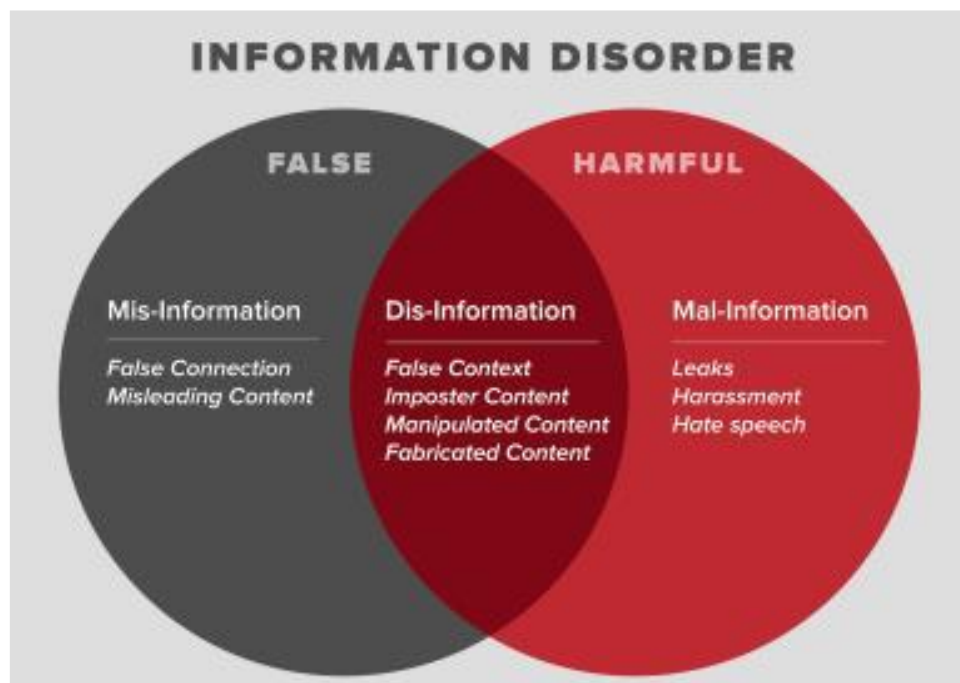 INFORMATION DISORDER
FALSE
HARMFUL
Mis-Information
False Connection
Misleading Content
Dis-Information
False Context
Imposter Content
Manipulated Content
Fabricated Content
Mal-Information
Leaks
Harassment
Hate speech